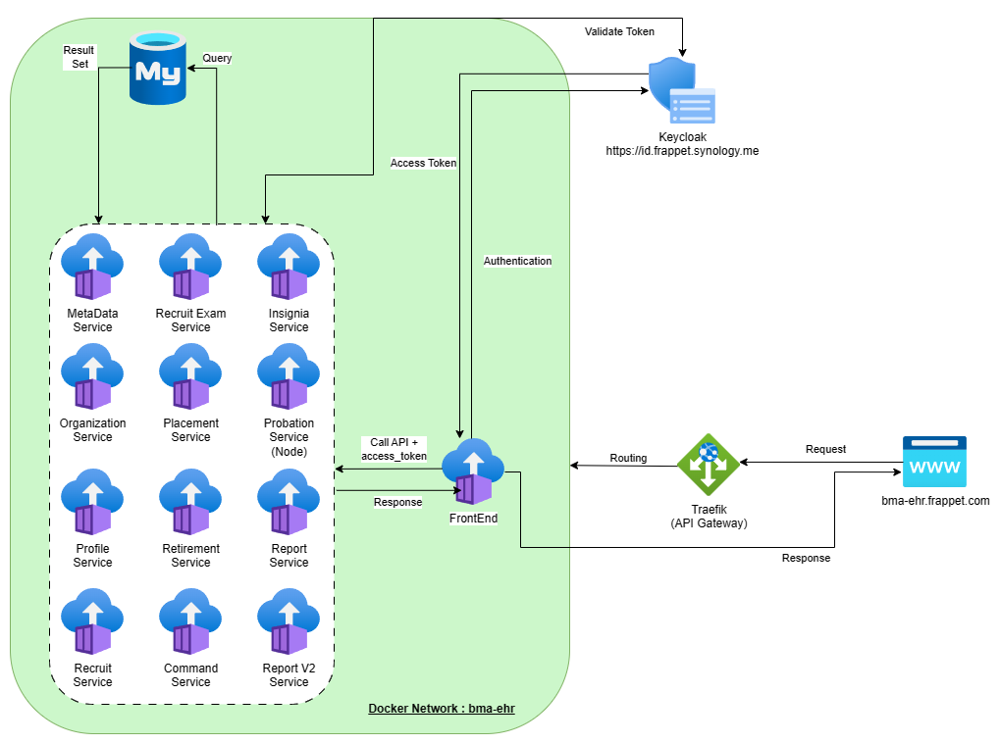 Validate Token
Result
Set
Query
My
Keycloak
https://id.frappet.synology.me
Access Token
Authentication
MetaData
Service
Recruit Exam
Service
Insignia
Service
Organization
Service
Placement
Service
Probation
Service
(Node)
Call API +
access_token
Routing
Request
www
bma-ehr.frappet.com
Response
FrontEnd
Traefik
(API Gateway)
Response
Profile
Service
Retirement
Service
Report
Service
Recruit
Service
Command
Service
Report V2
Service
Docker Network : bma-ehr